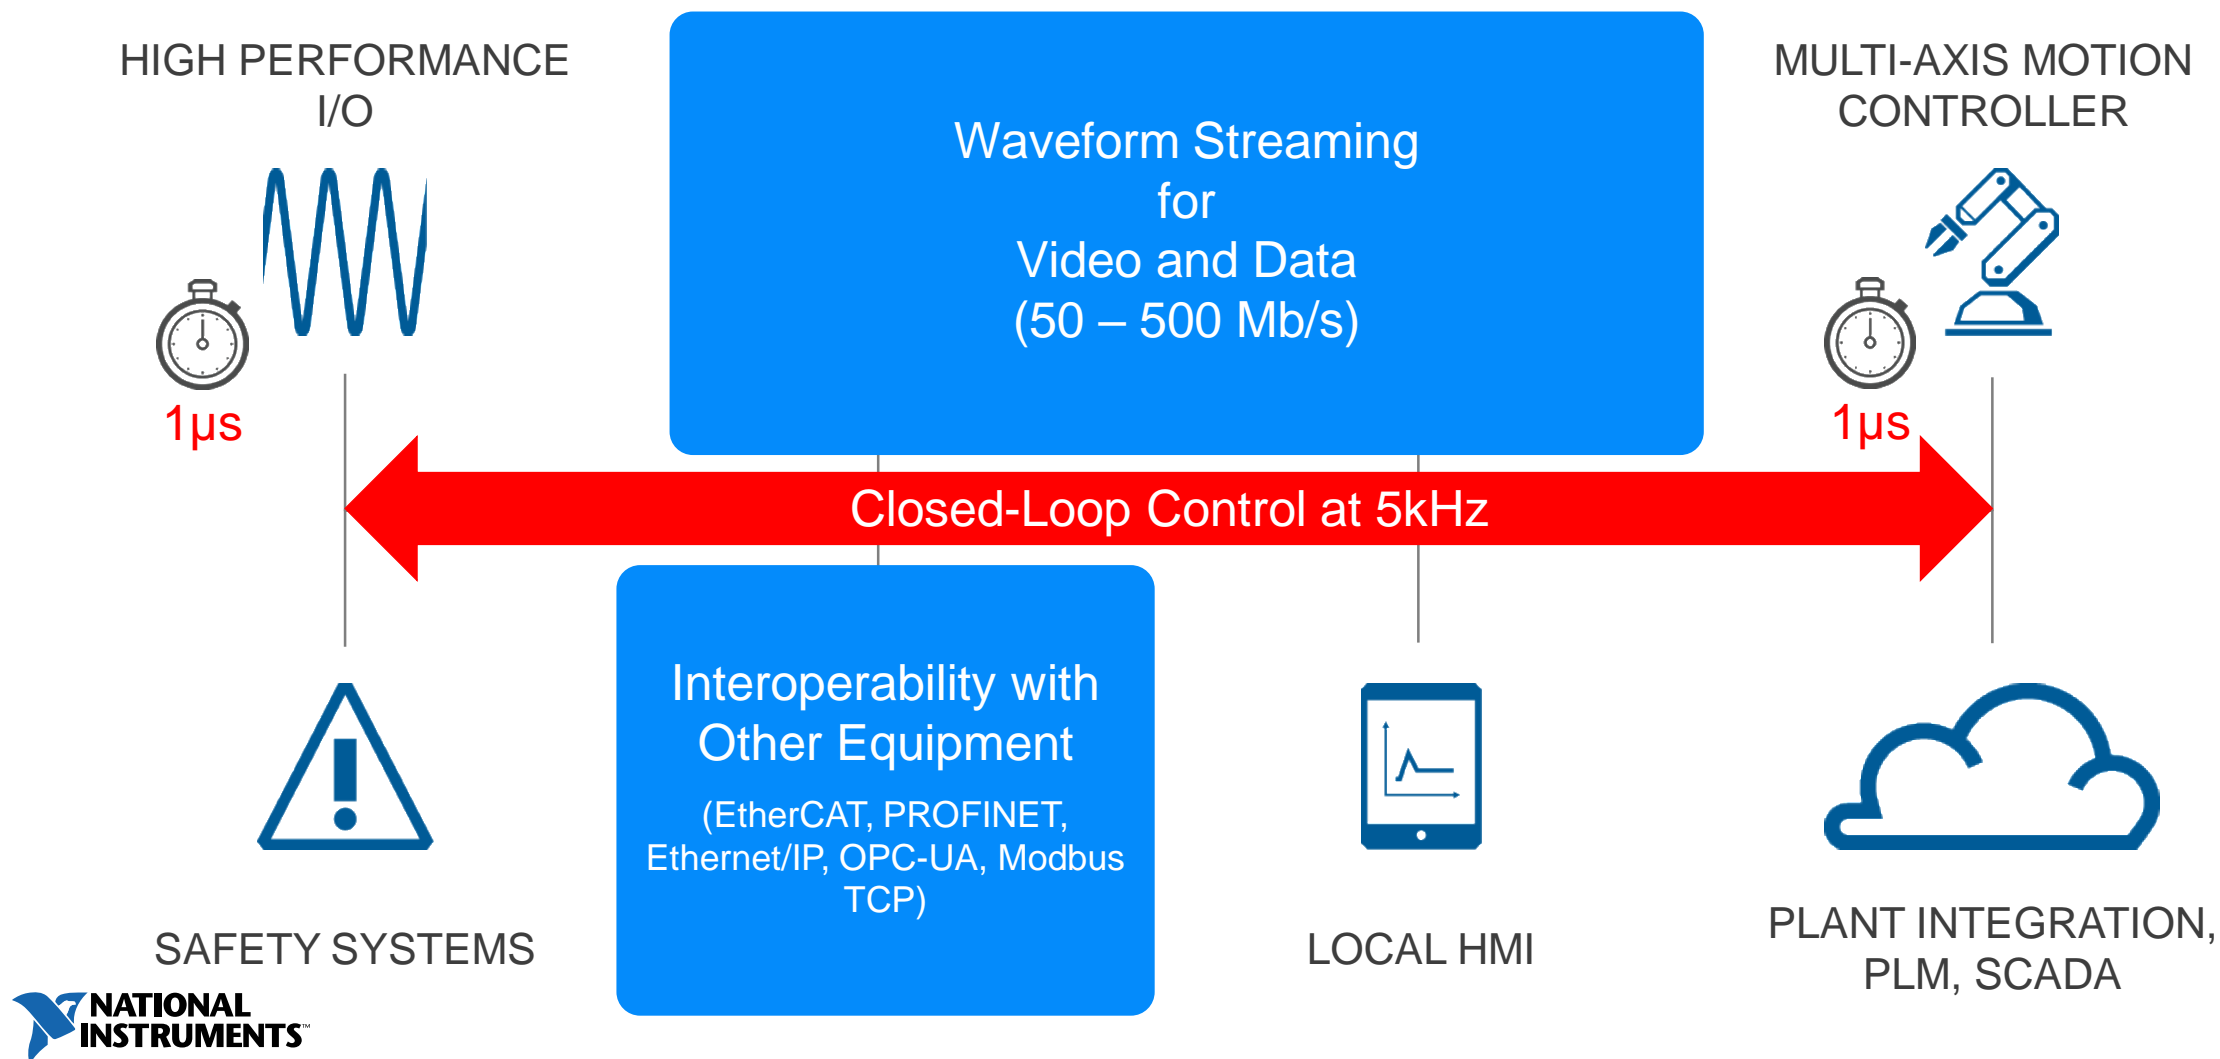 HIGH PERFORMANCE
I/O
Waveform Streaming
for
Video and Data
(50 – 500 Mb/s)
MULTI-AXIS MOTION
CONTROLLER
1µs
1µs
Closed-Loop Control at 5kHz
Interoperability with
Other Equipment
(EtherCAT, PROFINET,
Ethernet/IP, OPC-UA, Modbus
TCP)
SAFETY SYSTEMS
LOCAL HMI
PLANT INTEGRATION,
PLM, SCADA
NATIONAL
INSTRUMENTS™